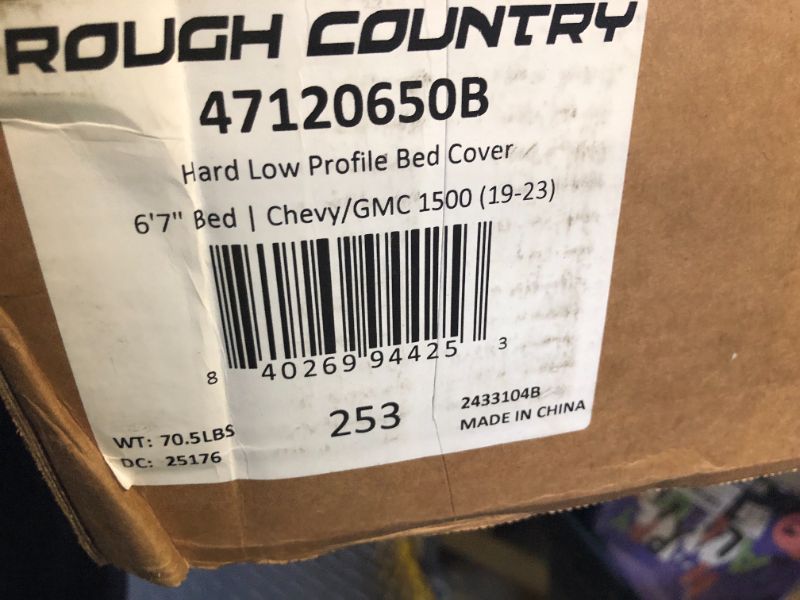 ROUGH COUNTRY
47120650B
Hard Low Profile Bed Cover
6'7" Bed | Chevy/GMC 1500 (19-23)
8 40269 94425 3
WT: 70.5LBS
DC: 25176
253
2433104B
MADE IN CHINA